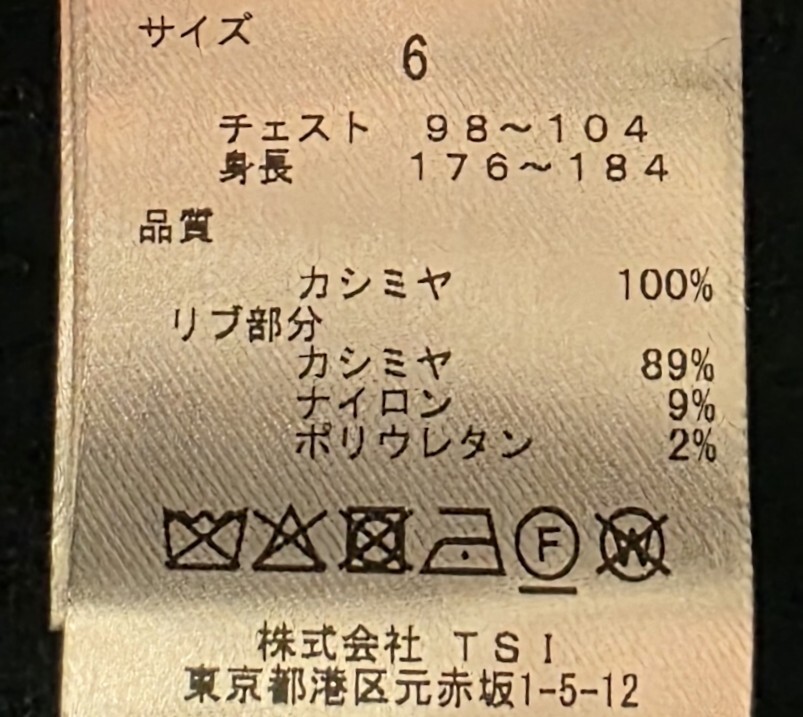 サイズ
6
チェスト 98～104
身長 176～184
品質
カシミヤ 100%
リブ部分
カシミヤ 89%
ナイロン 9%
ポリウレタン 2%
F W
株式会社 TSI
東京都港区元赤坂1-5-12